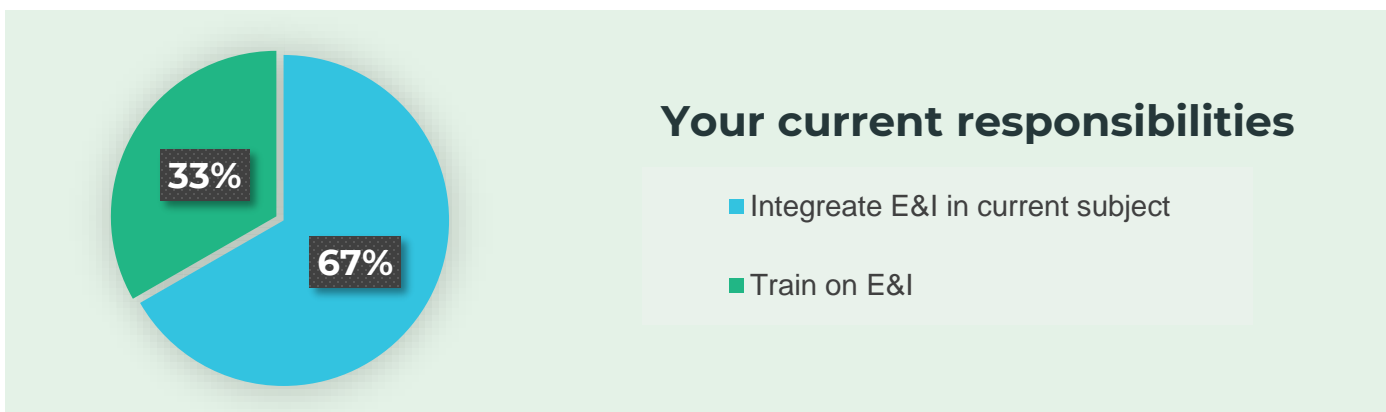 33%
67%
Your current responsibilities
Integreate E&I in current subject
Train on E&I